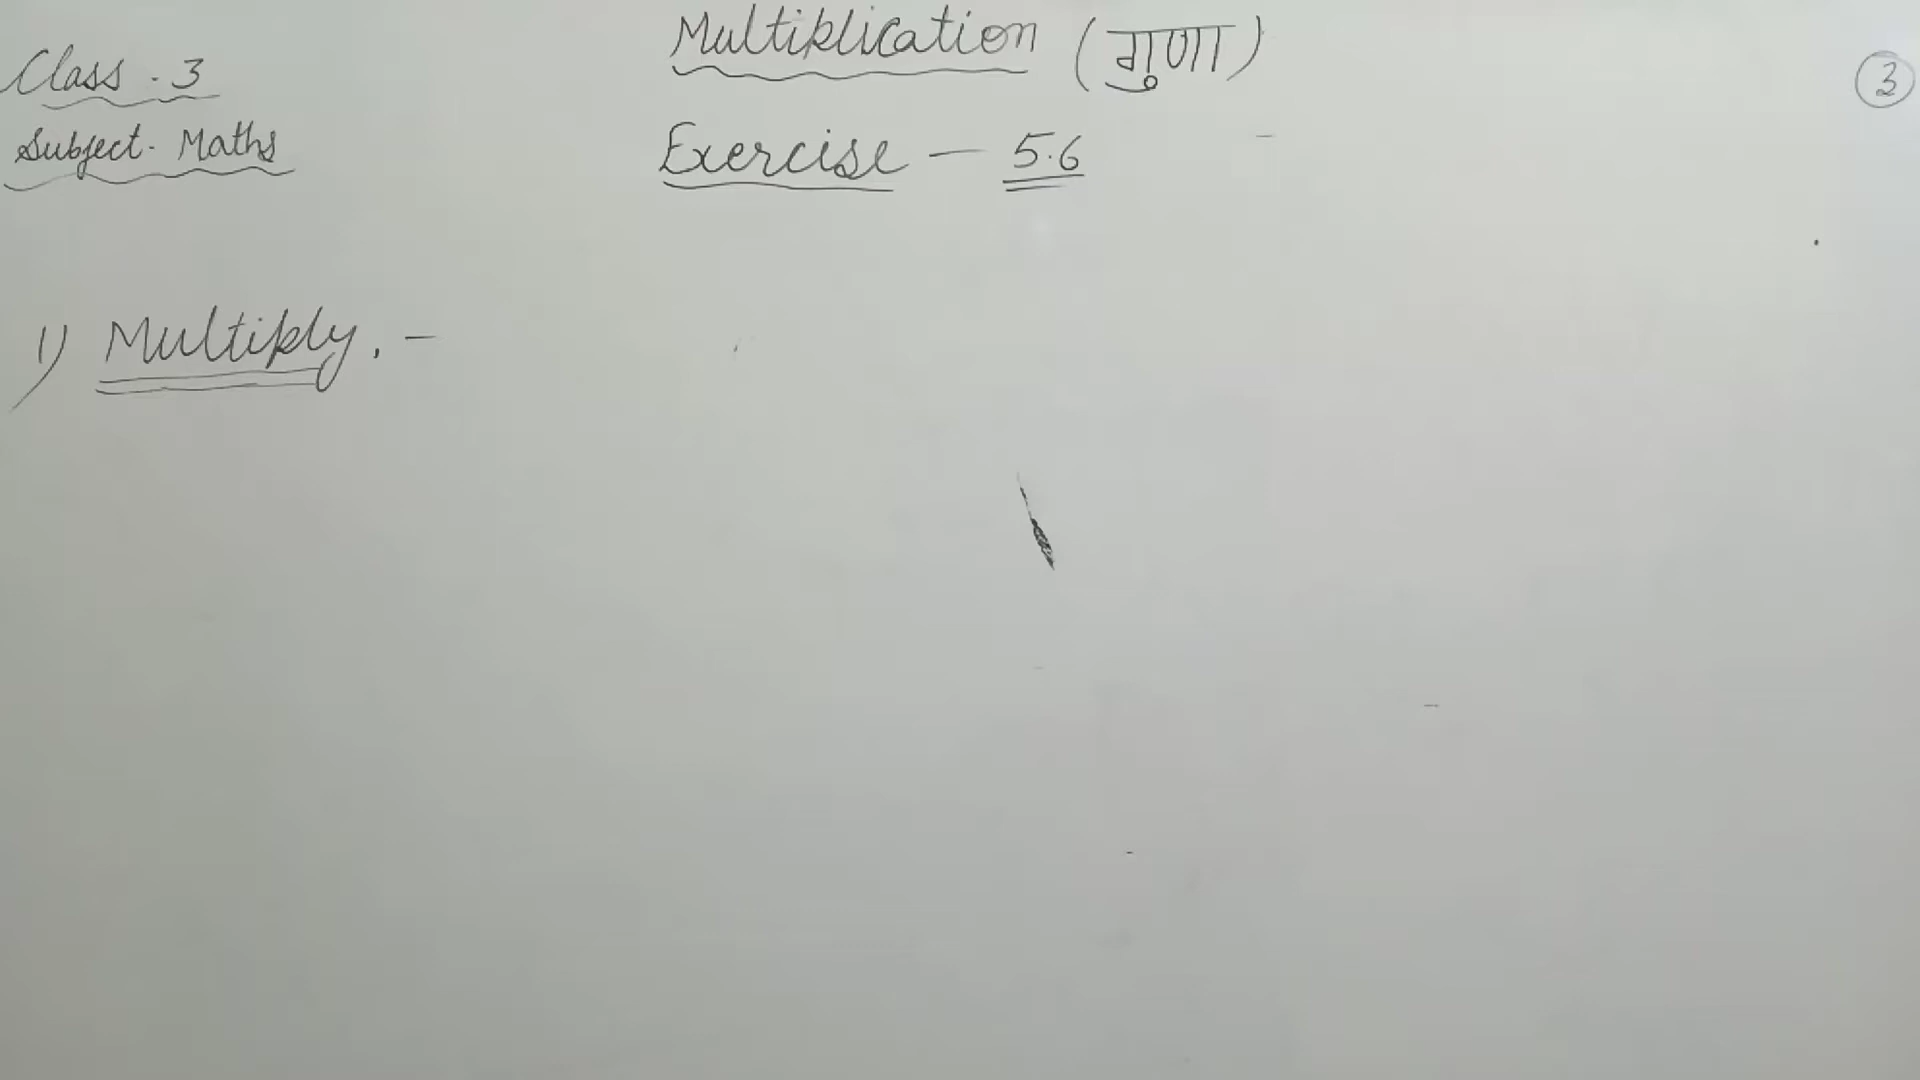 Multiplication (गुणा)
Class . 3
3
Subject . Maths
Exercise – 5.6
1) Multiply . –